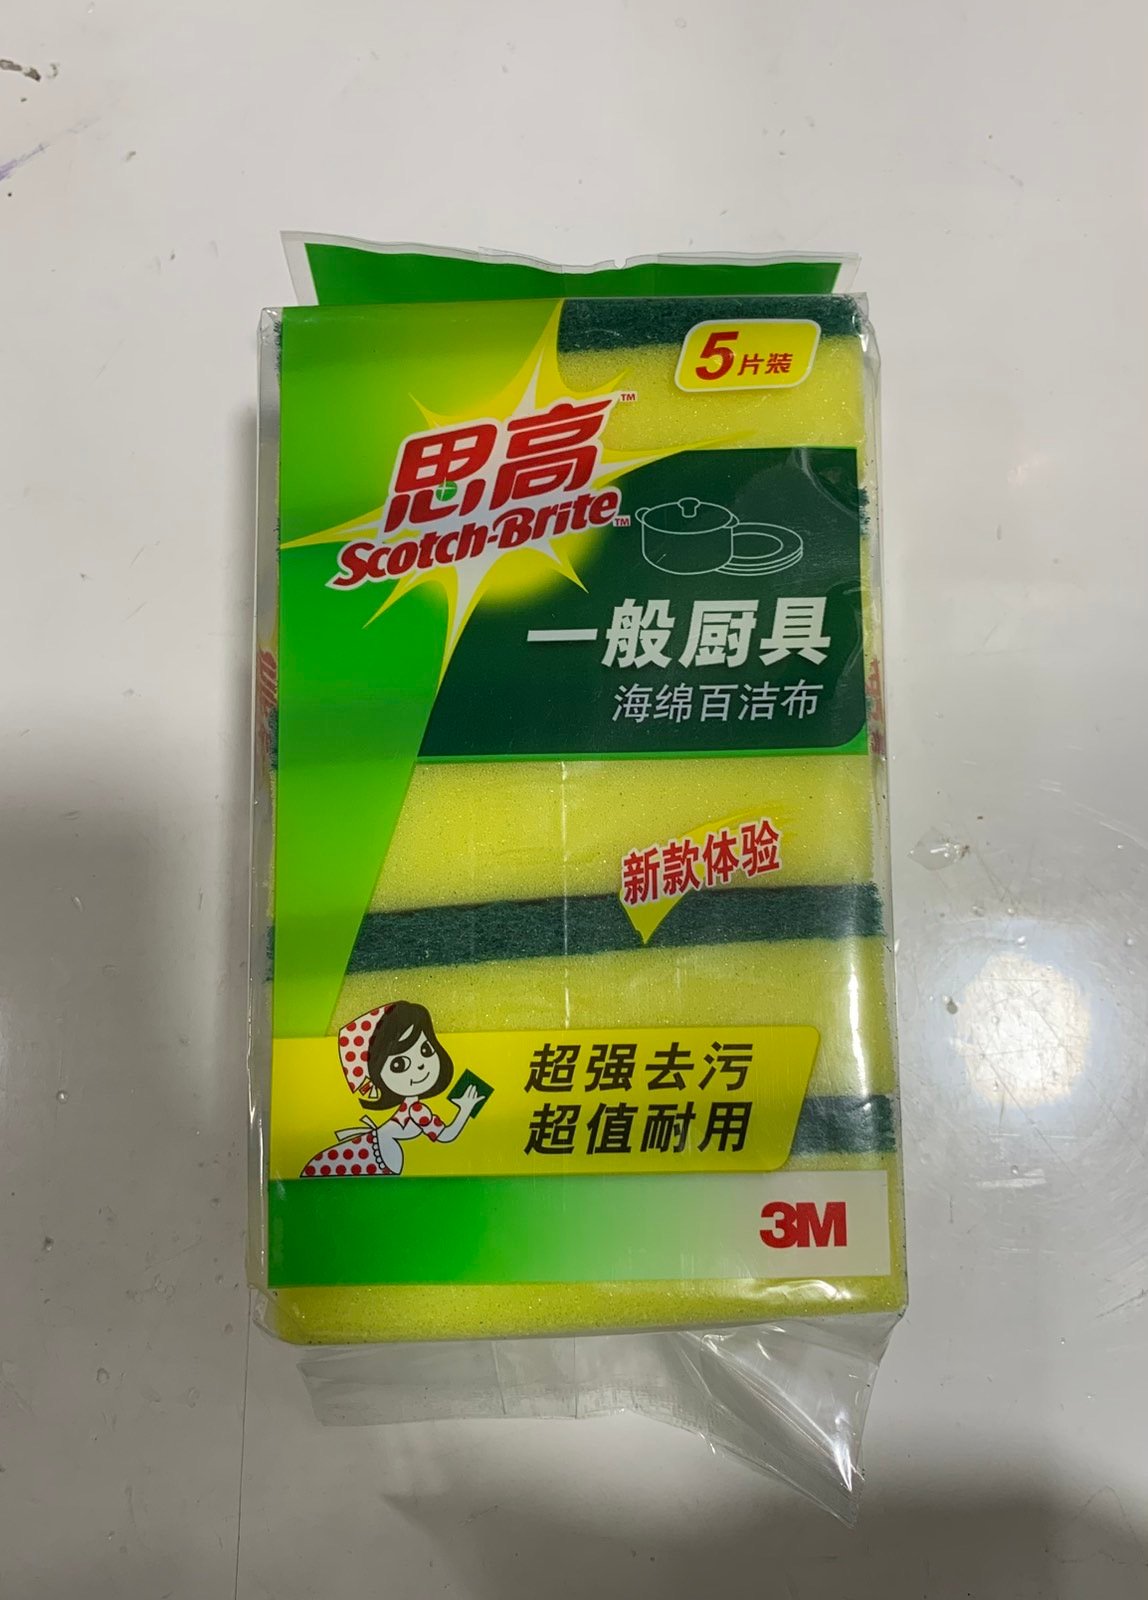 5片装
思高™
Scotch-Brite™
一般厨具
海绵百洁布
新款体验
超强去污
超值耐用
3M